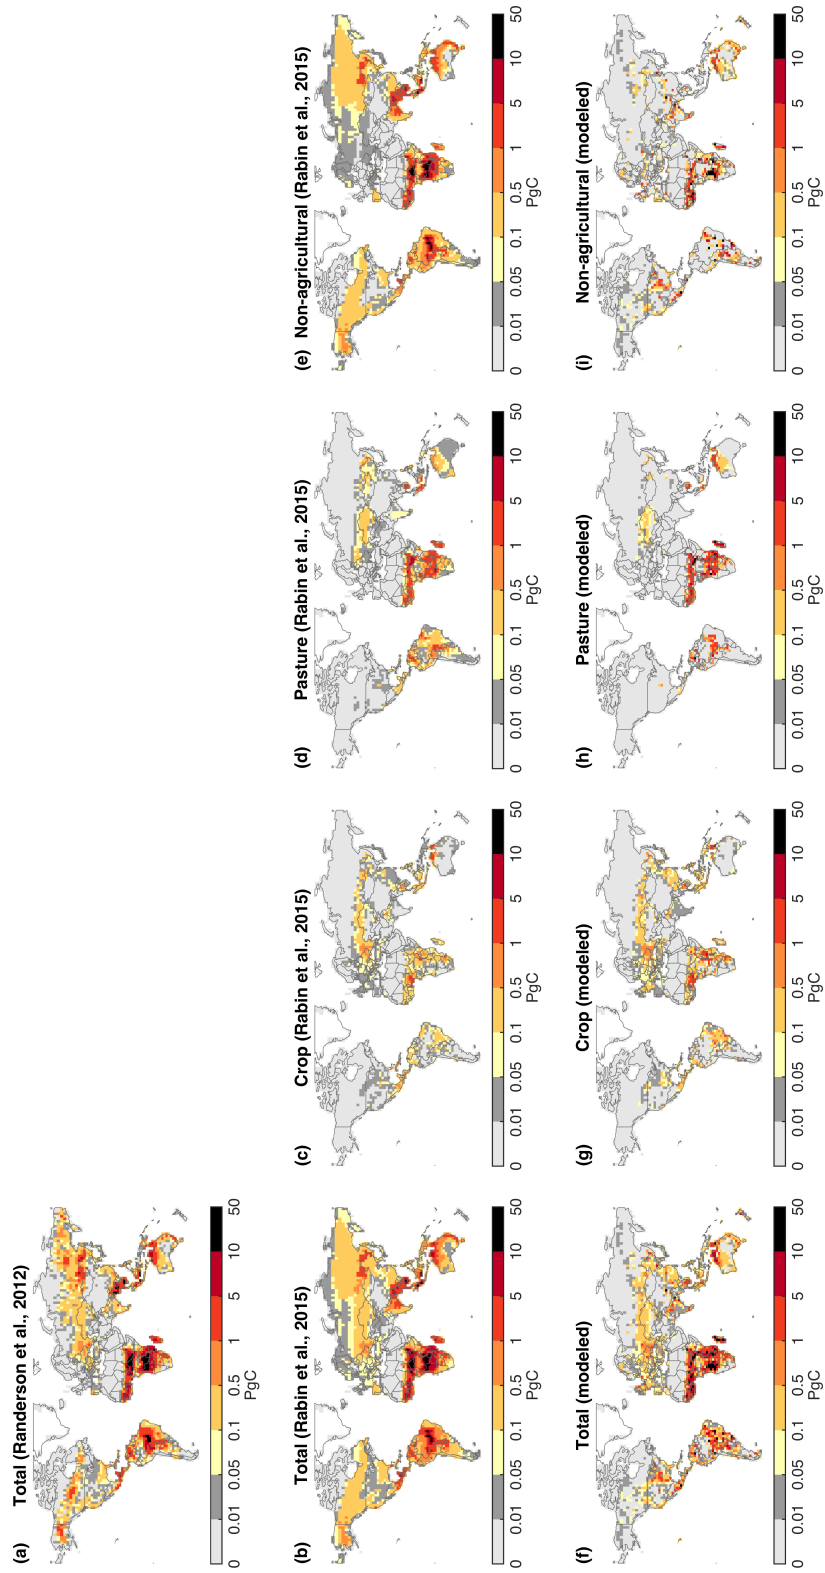 (a) Total (Randerson et al., 2012)
0 0.01 0.05 0.1 0.5 1 5 10 50
PgC
(b) Total (Rabin et al., 2015)
0 0.01 0.05 0.1 0.5 1 5 10 50
PgC
(c) Crop (Rabin et al., 2015)
0 0.01 0.05 0.1 0.5 1 5 10 50
PgC
(d) Pasture (Rabin et al., 2015)
0 0.01 0.05 0.1 0.5 1 5 10 50
PgC
(e) Non-agricultural (Rabin et al., 2015)
0 0.01 0.05 0.1 0.5 1 5 10 50
PgC
(f) Total (modeled)
0 0.01 0.05 0.1 0.5 1 5 10 50
PgC
(g) Crop (modeled)
0 0.01 0.05 0.1 0.5 1 5 10 50
PgC
(h) Pasture (modeled)
0 0.01 0.05 0.1 0.5 1 5 10 50
PgC
(i) Non-agricultural (modeled)
0 0.01 0.05 0.1 0.5 1 5 10 50
PgC